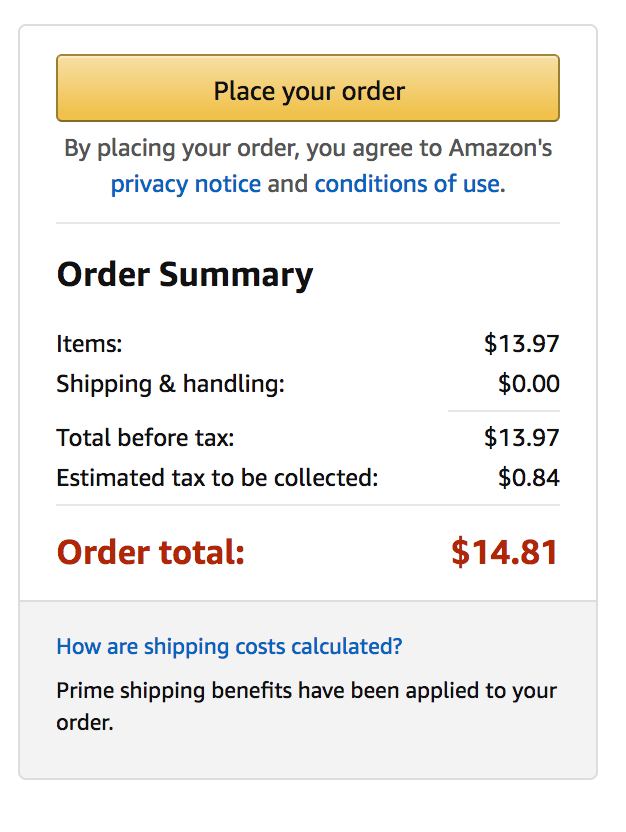 Place your order
By placing your order, you agree to Amazon's
privacy notice and conditions of use.
Order Summary
Items: $13.97
Shipping & handling: $0.00
Total before tax: $13.97
Estimated tax to be collected: $0.84
Order total: $14.81
How are shipping costs calculated?
Prime shipping benefits have been applied to your
order.